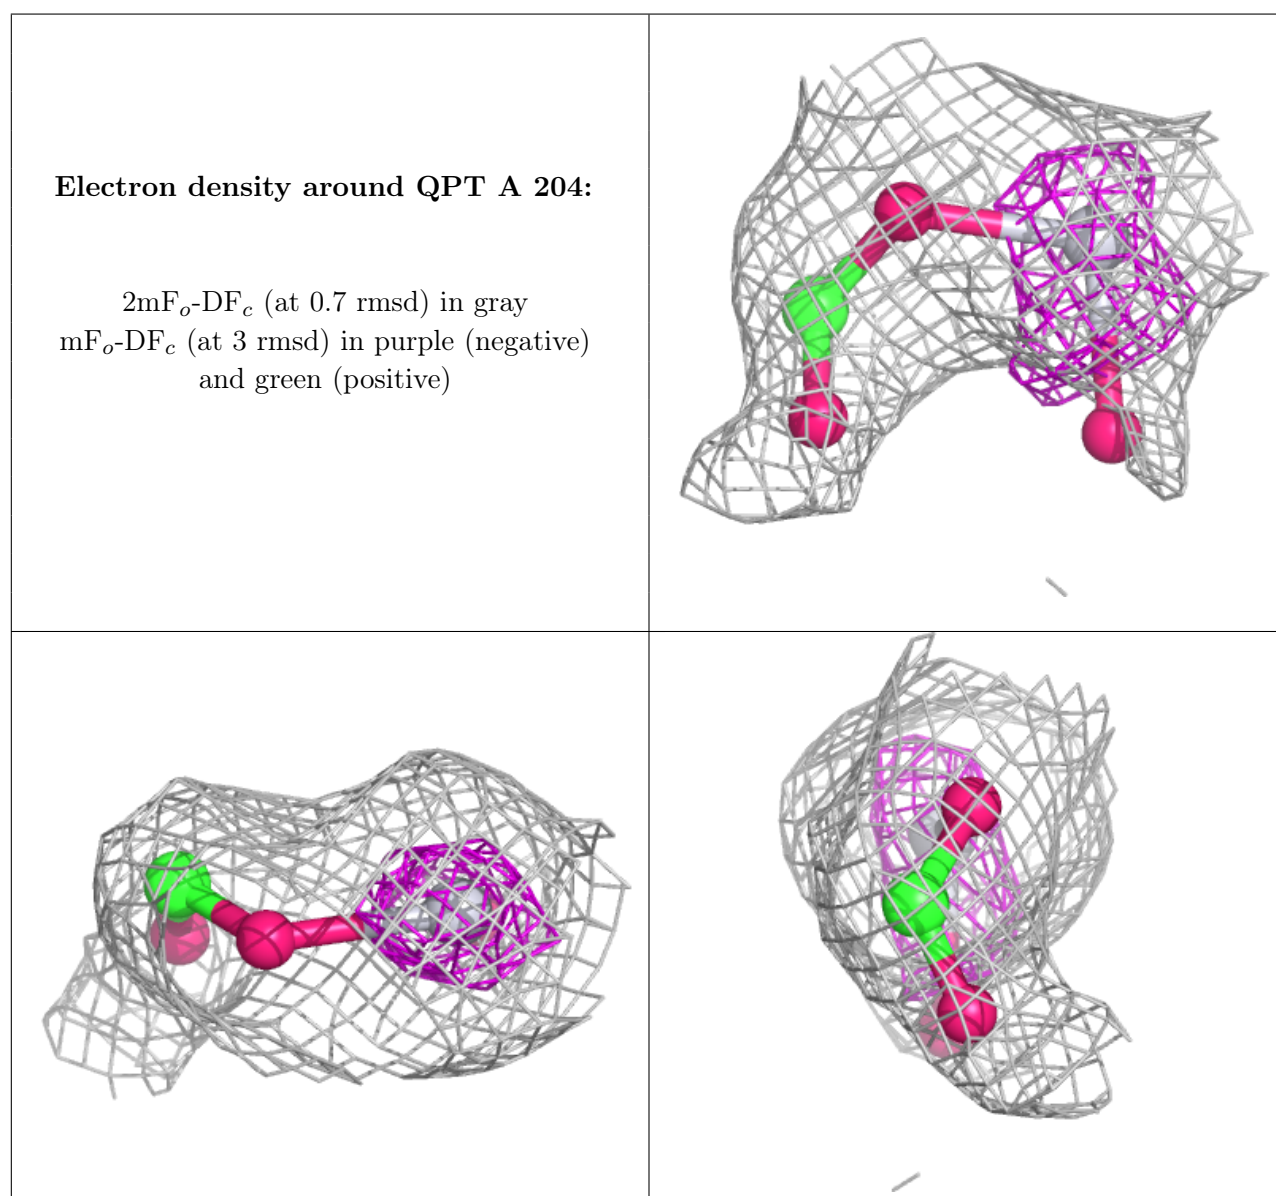 Electron density around QPT A 204:
2mFo-DFc (at 0.7 rmsd) in gray
mFo-DFc (at 3 rmsd) in purple (negative)
and green (positive)